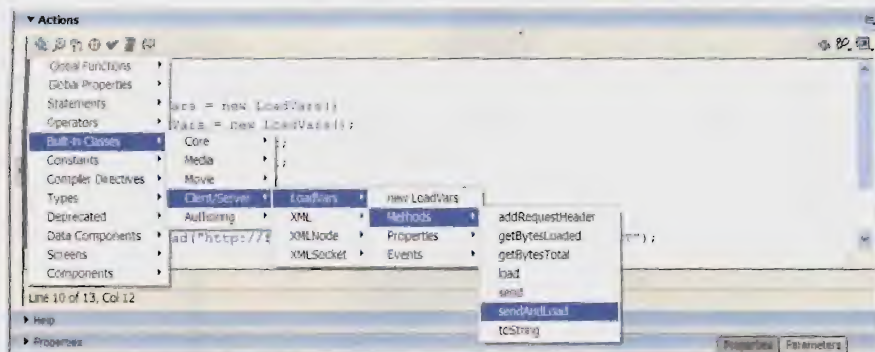 Actions
Global Functions
Global Properties
Statements
Operators
Built-in Classes
Constants
Compiler Directives
Types
Deprecated
Data Components
Screens
Components
ars = new LoadVars();
Vars = new LoadVars();
);
);
ad("http://f
T");
Core
Media
Movie
Client/Server
Authoring
LoadVars
XML
XMLNode
XMLSocket
new LoadVars
Methods
Properties
Events
addRequestHeader
getBytesLoaded
getBytesTotal
load
send
sendAndLoad
toString
Line 10 of 13, Col 12
Help
Properties
Properties
Parameters